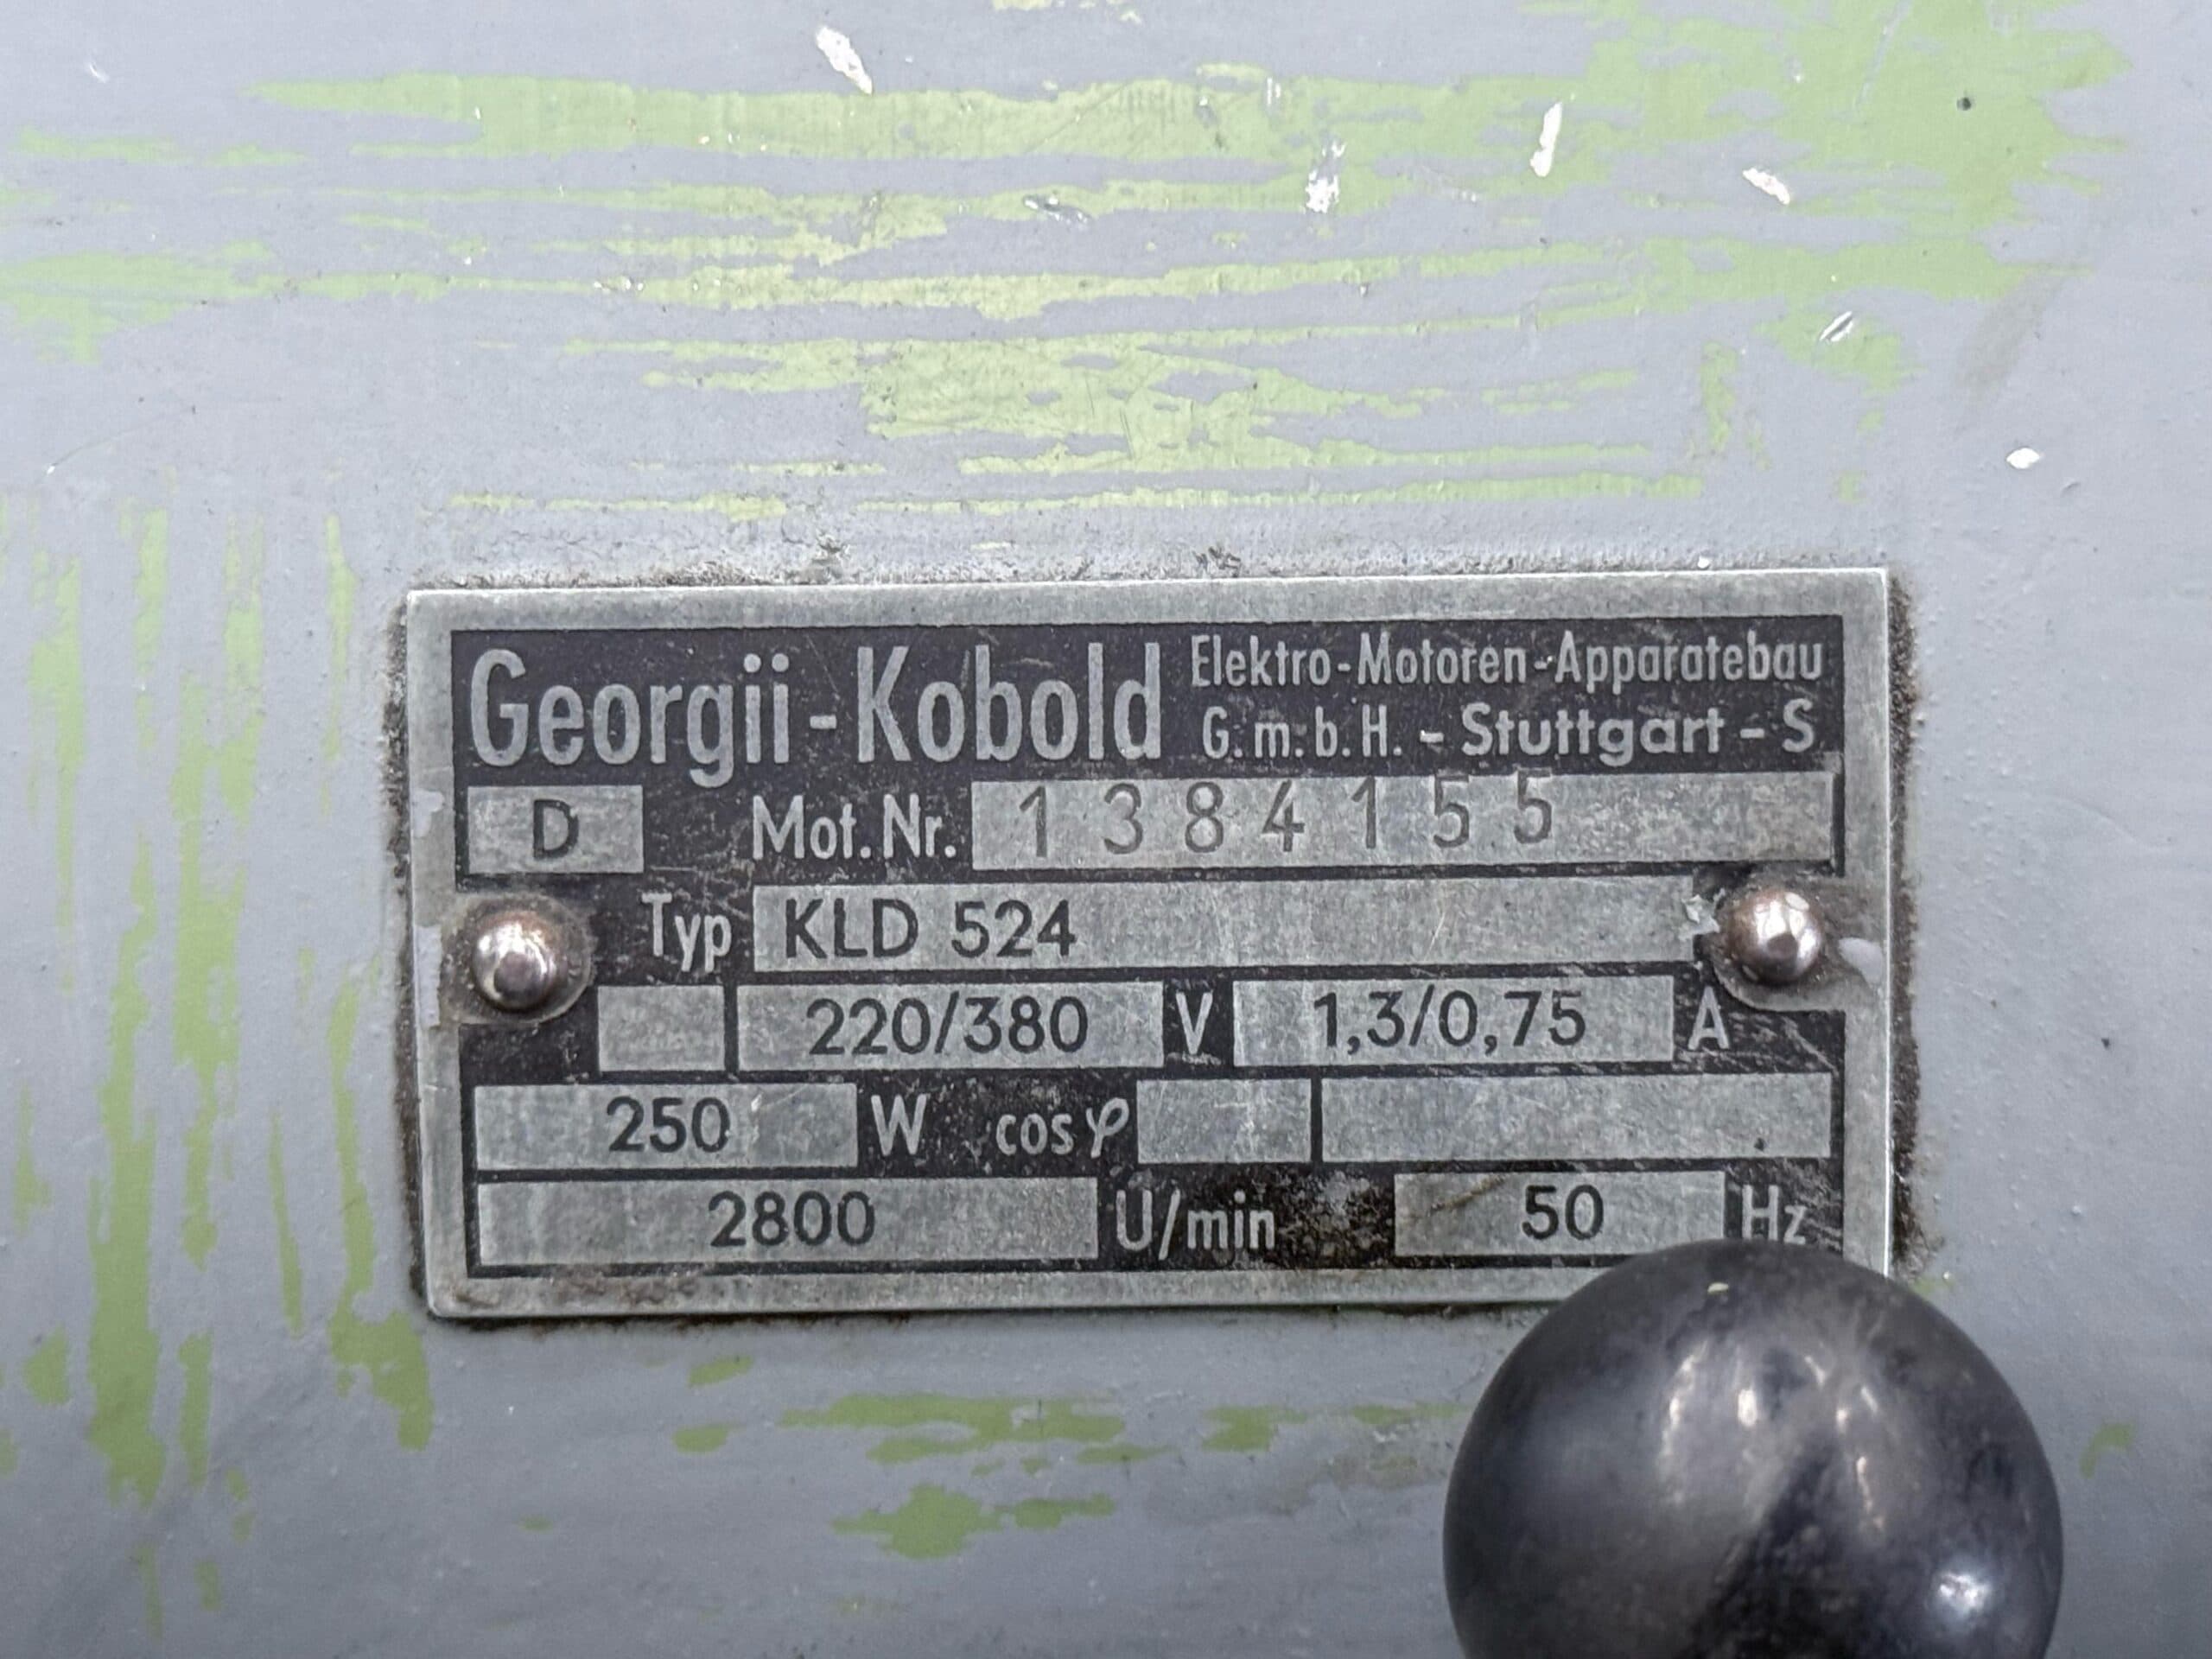 Georgii-Kobold Elektro-Motoren-Apparatebau
G.m.b.H. - Stuttgart - S
D Mot. Nr. 1384155
Typ KLD 524
220/380 V 1,3/0,75 A
250 W cos φ
2800 U/min 50 Hz